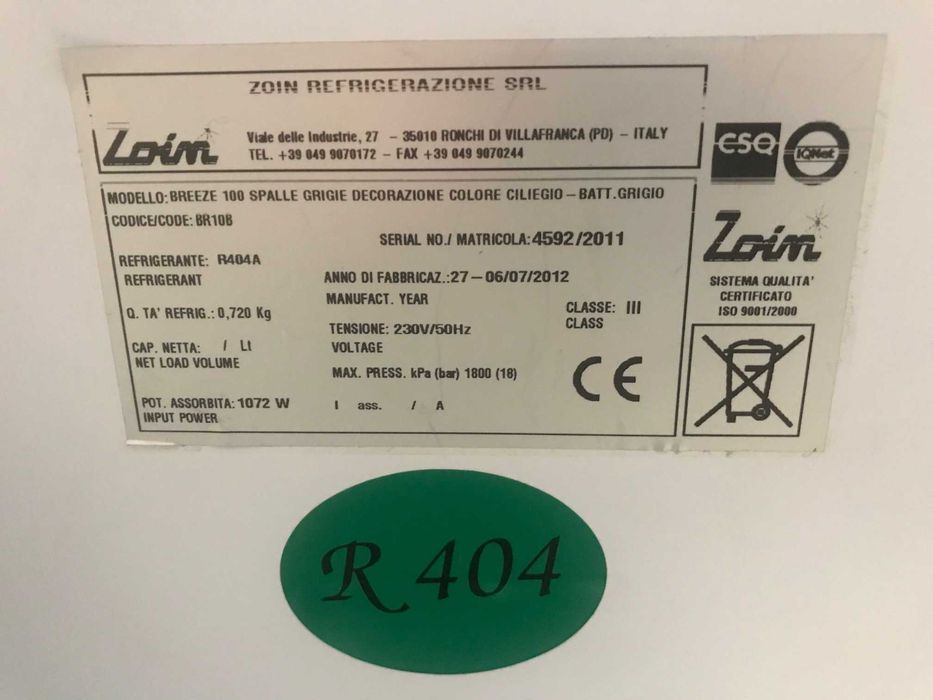 ZOIN REFRIGERAZIONE SRL
Zoin
Viale delle Industrie, 27 - 35010 RONCHI DI VILLAFRANCA (PD) - ITALY
TEL. +39 049 9070172 - FAX +39 049 9070244
CSQ
IQNet
MODELLO: BREEZE 100 SPALLE GRIGIE DECORAZIONE COLORE CILIEGIO - BATT.GRIGIO
CODICE/CODE: BR10B
SERIAL NO./ MATRICOLA: 4592/2011
REFRIGERANTE: R404A
REFRIGERANT
ANNO DI FABBRICAZ.: 27-06/07/2012
MANUFACT. YEAR
Q. TA' REFRIG.: 0,720 Kg
CLASSE: III
CLASS
TENSIONE: 230V/50Hz
VOLTAGE
CAP. NETTA: / LI
NET LOAD VOLUME
MAX. PRESS. kPa (bar) 1800 (18)
CE
POT. ASSORBITA: 1072 W
INPUT POWER
I ass. / A
Zoin
SISTEMA QUALITA'
CERTIFICATO
ISO 9001/2000
R 404